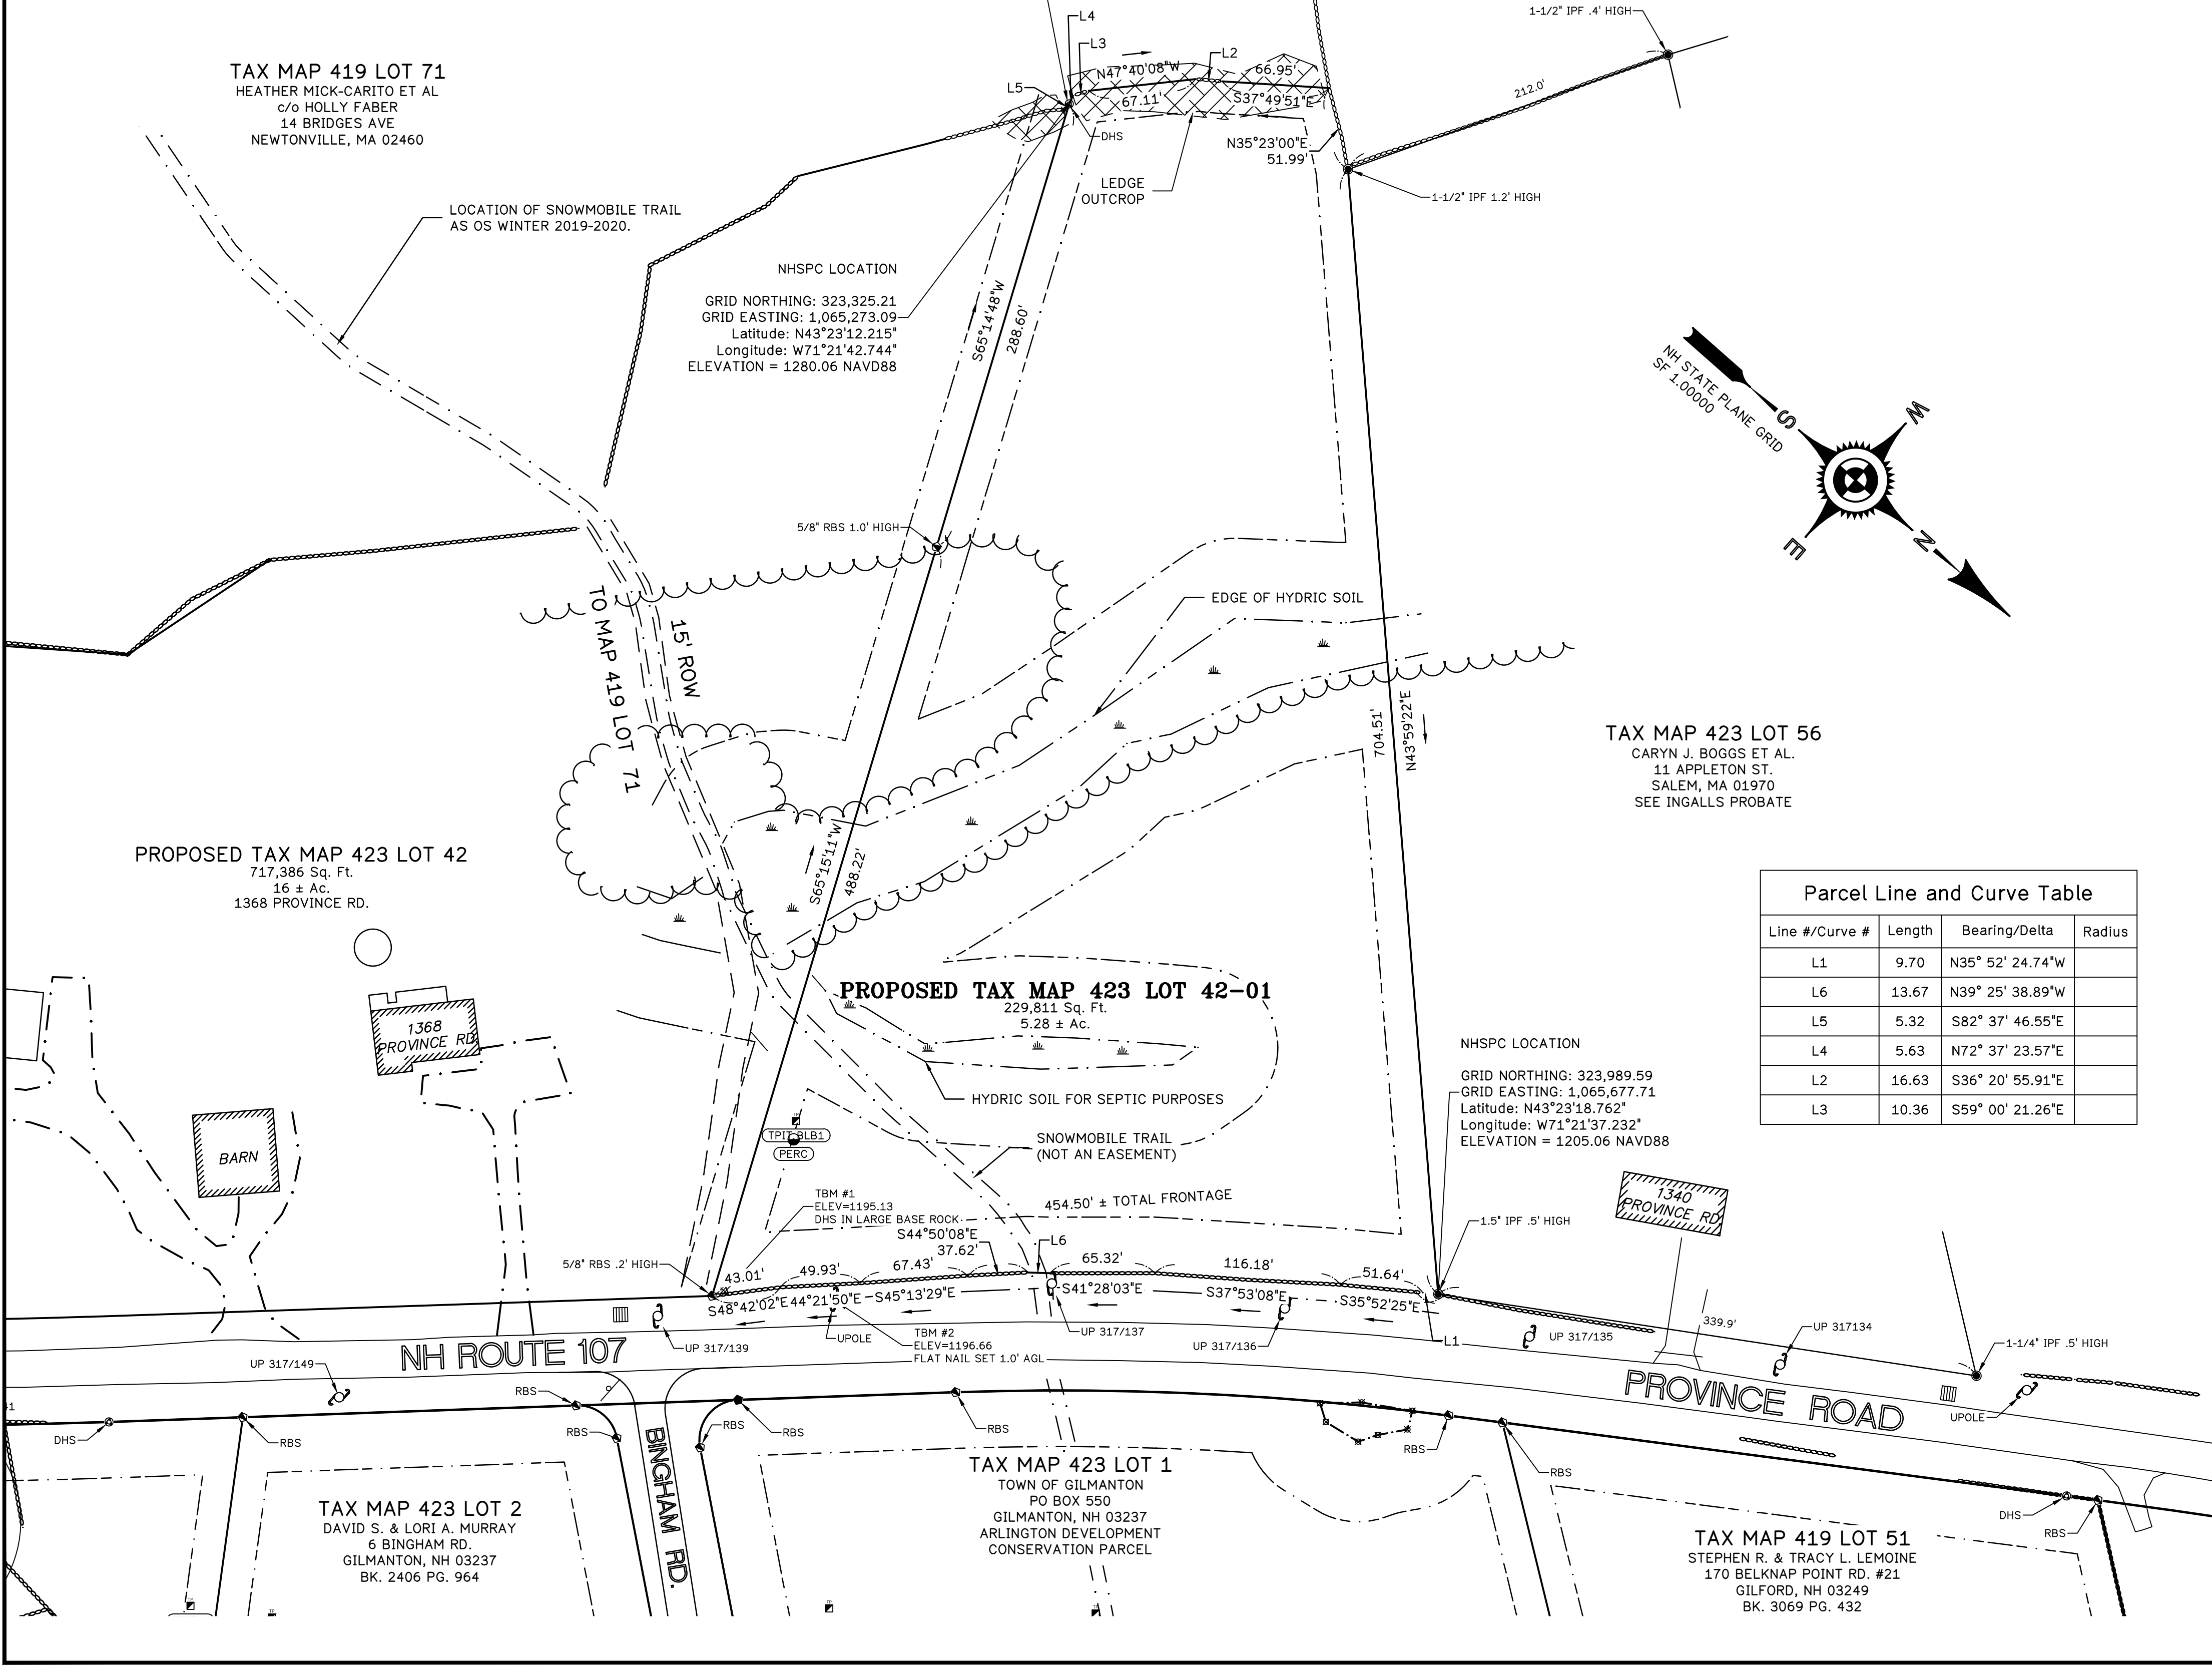 L4
1-1/2" IPF .4' HIGH
L3
L2
TAX MAP 419 LOT 71
HEATHER MICK-CARITO ET AL
c/o HOLLY FABER
14 BRIDGES AVE
NEWTONVILLE, MA 02460
N47°40'08"W
66.95'
L5
67.11'
S37°49'51"E
212.0'
DHS
N35°23'00"E
51.99'
LEDGE
OUTCROP
1-1/2" IPF 1.2' HIGH
LOCATION OF SNOWMOBILE TRAIL
AS OS WINTER 2019-2020.
NHSPC LOCATION
GRID NORTHING: 323,325.21
GRID EASTING: 1,065,273.09
Latitude: N43°23'12.215"
Longitude: W71°21'42.744"
ELEVATION = 1280.06 NAVD88
S65°14'48"W
288.60'
NH STATE PLANE GRID
SF 1.00000
S
W
E
N
5/8" RBS 1.0' HIGH
EDGE OF HYDRIC SOIL
TO MAP 419 LOT 71
15' ROW
704.51'
N43°59'22"E
TAX MAP 423 LOT 56
CARYN J. BOGGS ET AL.
11 APPLETON ST.
SALEM, MA 01970
SEE INGALLS PROBATE
PROPOSED TAX MAP 423 LOT 42
717,386 Sq. Ft.
16 ± Ac.
1368 PROVINCE RD.
S65°15'11"W
488.22'
Parcel Line and Curve Table
Line #/Curve # Length Bearing/Delta Radius
L1 9.70 N35° 52' 24.74"W
L6 13.67 N39° 25' 38.89"W
L5 5.32 S82° 37' 46.55"E
L4 5.63 N72° 37' 23.57"E
L2 16.63 S36° 20' 55.91"E
L3 10.36 S59° 00' 21.26"E
PROPOSED TAX MAP 423 LOT 42-01
229,811 Sq. Ft.
5.28 ± Ac.
1368
PROVINCE RD
NHSPC LOCATION
GRID NORTHING: 323,989.59
GRID EASTING: 1,065,677.71
Latitude: N43°23'18.762"
Longitude: W71°21'37.232"
ELEVATION = 1205.06 NAVD88
HYDRIC SOIL FOR SEPTIC PURPOSES
TP
TPIT BLB1
PERC
SNOWMOBILE TRAIL
(NOT AN EASEMENT)
BARN
TBM #1
ELEV=1195.13
DHS IN LARGE BASE ROCK
454.50' ± TOTAL FRONTAGE
1340
PROVINCE RD
1.5" IPF .5' HIGH
S44°50'08"E
37.62'
L6
5/8" RBS .2' HIGH
43.01'
49.93'
67.43'
65.32'
116.18'
51.64'
S48°42'02"E
44°21'50"E
S45°13'29"E
S41°28'03"E
S37°53'08"E
S35°52'25"E
339.9'
UP 317134
1-1/4" IPF .5' HIGH
NH ROUTE 107
UP 317/139
UPOLE
TBM #2
ELEV=1196.66
FLAT NAIL SET 1.0' AGL
UP 317/137
UP 317/136
L1
UP 317/135
UP 317/149
RBS
PROVINCE ROAD
UPOLE
DHS
RBS
RBS
RBS
RBS
RBS
RBS
RBS
BINGHAM RD.
TAX MAP 423 LOT 1
TOWN OF GILMANTON
PO BOX 550
GILMANTON, NH 03237
ARLINGTON DEVELOPMENT
CONSERVATION PARCEL
TAX MAP 423 LOT 2
DAVID S. & LORI A. MURRAY
6 BINGHAM RD.
GILMANTON, NH 03237
BK. 2406 PG. 964
DHS
RBS
TAX MAP 419 LOT 51
STEPHEN R. & TRACY L. LEMOINE
170 BELKNAP POINT RD. #21
GILFORD, NH 03249
BK. 3069 PG. 432
TP
TP
TP
TP